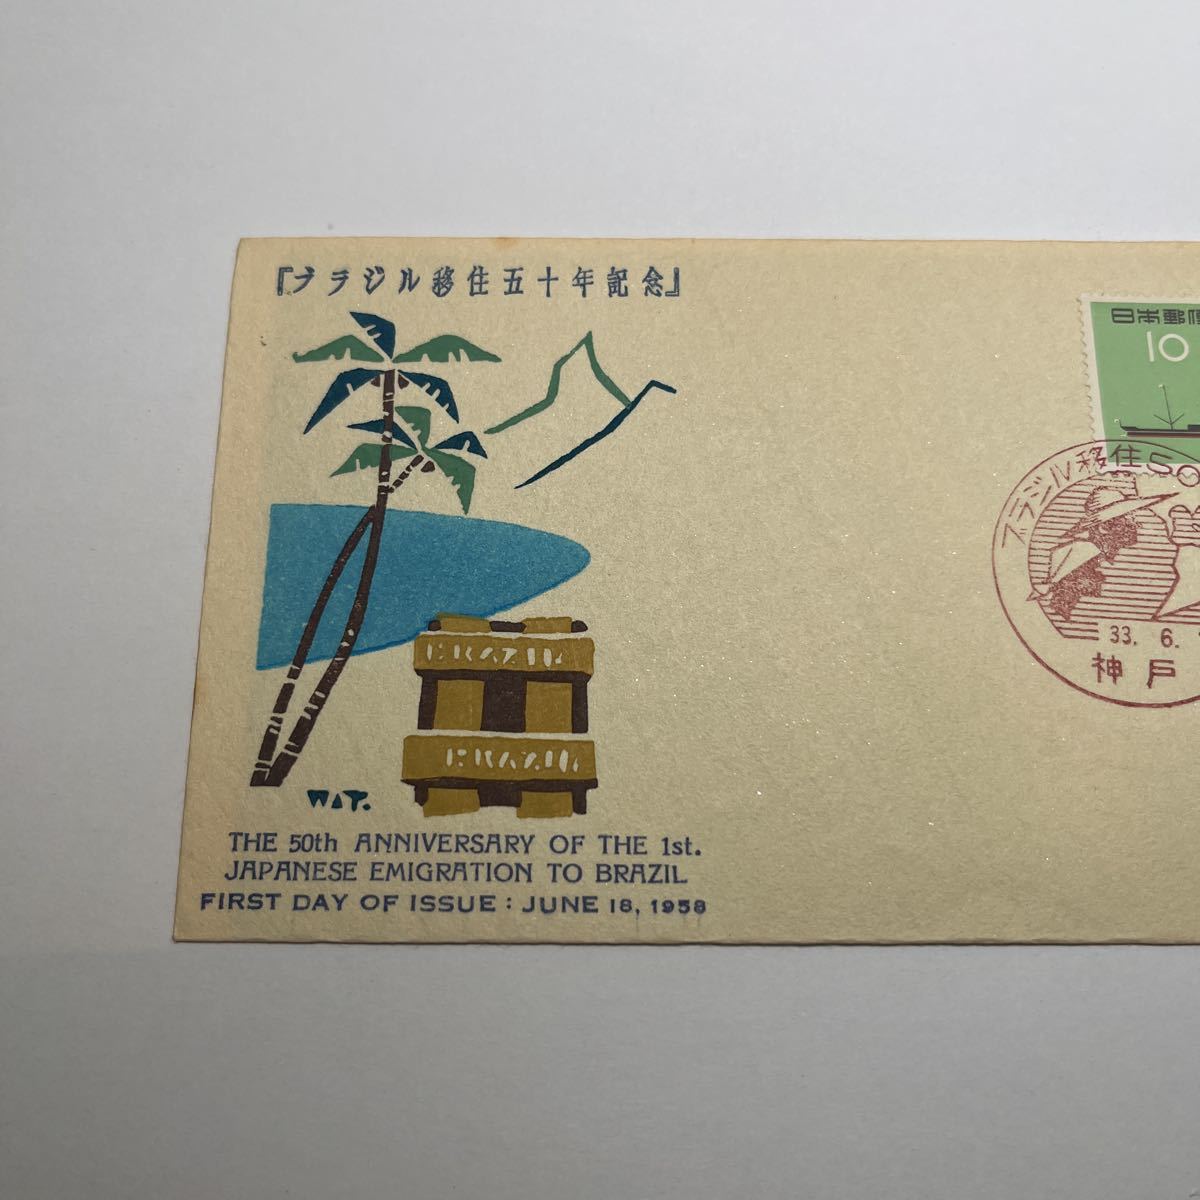 『ブラジル移住五十年記念』
日本郵便
10
ブラジル移住50
33. 6.
神戸
BRAZIL
BRAZIL
WAT.
THE 50th ANNIVERSARY OF THE 1st.
JAPANESE EMIGRATION TO BRAZIL
FIRST DAY OF ISSUE : JUNE 18, 1958